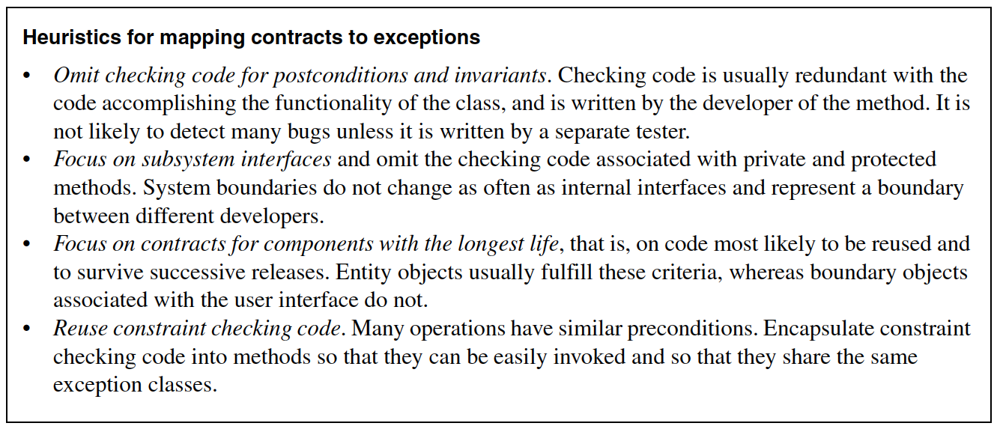 Heuristics for mapping contracts to exceptions
• Omit checking code for postconditions and invariants. Checking code is usually redundant with the
code accomplishing the functionality of the class, and is written by the developer of the method. It is
not likely to detect many bugs unless it is written by a separate tester.
• Focus on subsystem interfaces and omit the checking code associated with private and protected
methods. System boundaries do not change as often as internal interfaces and represent a boundary
between different developers.
• Focus on contracts for components with the longest life, that is, on code most likely to be reused and
to survive successive releases. Entity objects usually fulfill these criteria, whereas boundary objects
associated with the user interface do not.
• Reuse constraint checking code. Many operations have similar preconditions. Encapsulate constraint
checking code into methods so that they can be easily invoked and so that they share the same
exception classes.